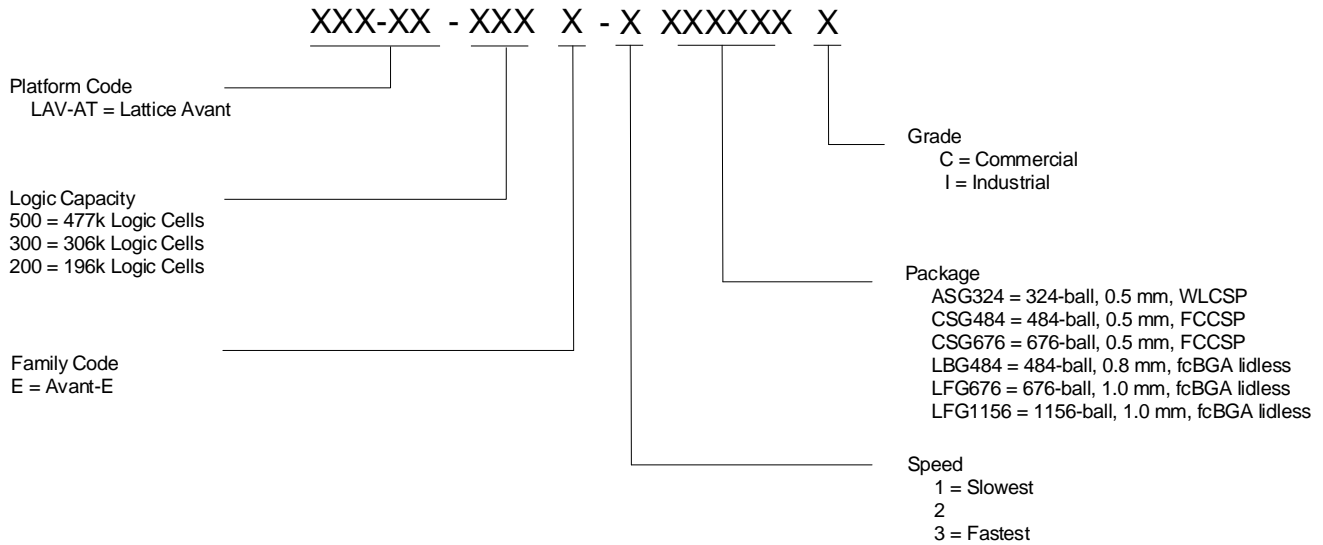 XXX-XX - XXX X - X XXXXXX X
Platform Code
LAV-AT = Lattice Avant
Logic Capacity
500 = 477k Logic Cells
300 = 306k Logic Cells
200 = 196k Logic Cells
Family Code
E = Avant-E
Grade
C = Commercial
I = Industrial
Package
ASG324 = 324-ball, 0.5 mm, WLCSP
CSG484 = 484-ball, 0.5 mm, FCCSP
CSG676 = 676-ball, 0.5 mm, FCCSP
LBG484 = 484-ball, 0.8 mm, fcBGA lidless
LFG676 = 676-ball, 1.0 mm, fcBGA lidless
LFG1156 = 1156-ball, 1.0 mm, fcBGA lidless
Speed
1 = Slowest
2
3 = Fastest